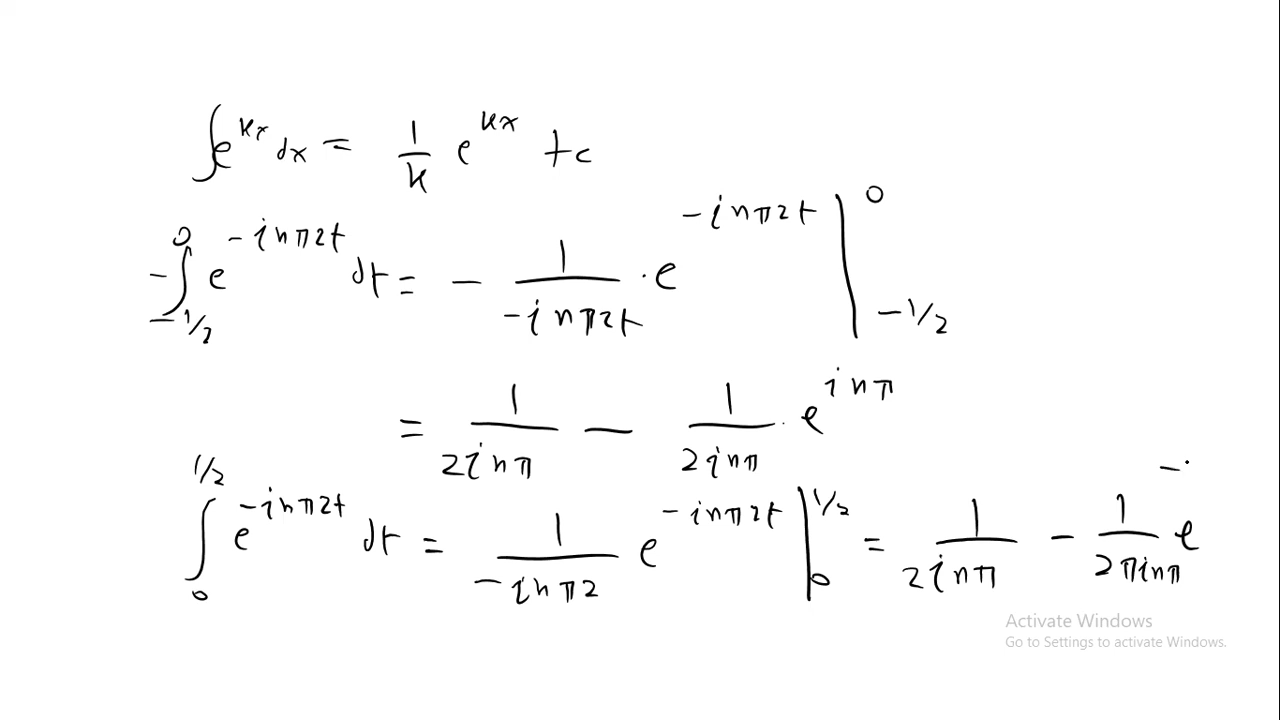 ∫e^{kx} dx = 1/k e^{kx} + c
-∫_{-1/2}^{0} e^{-inπ2t} dt = - 1/(-inπ2t) · e^{-inπ2t} |_{-1/2}^{0}
= 1/(2inπ) - 1/(2inπ) · e^{inπ}
∫_{0}^{1/2} e^{-inπ2t} dt = 1/(-inπ2) e^{-inπ2t} |_{0}^{1/2} = 1/(2inπ) - 1/(2πinπ) e^{-}
Activate Windows
Go to Settings to activate Windows.